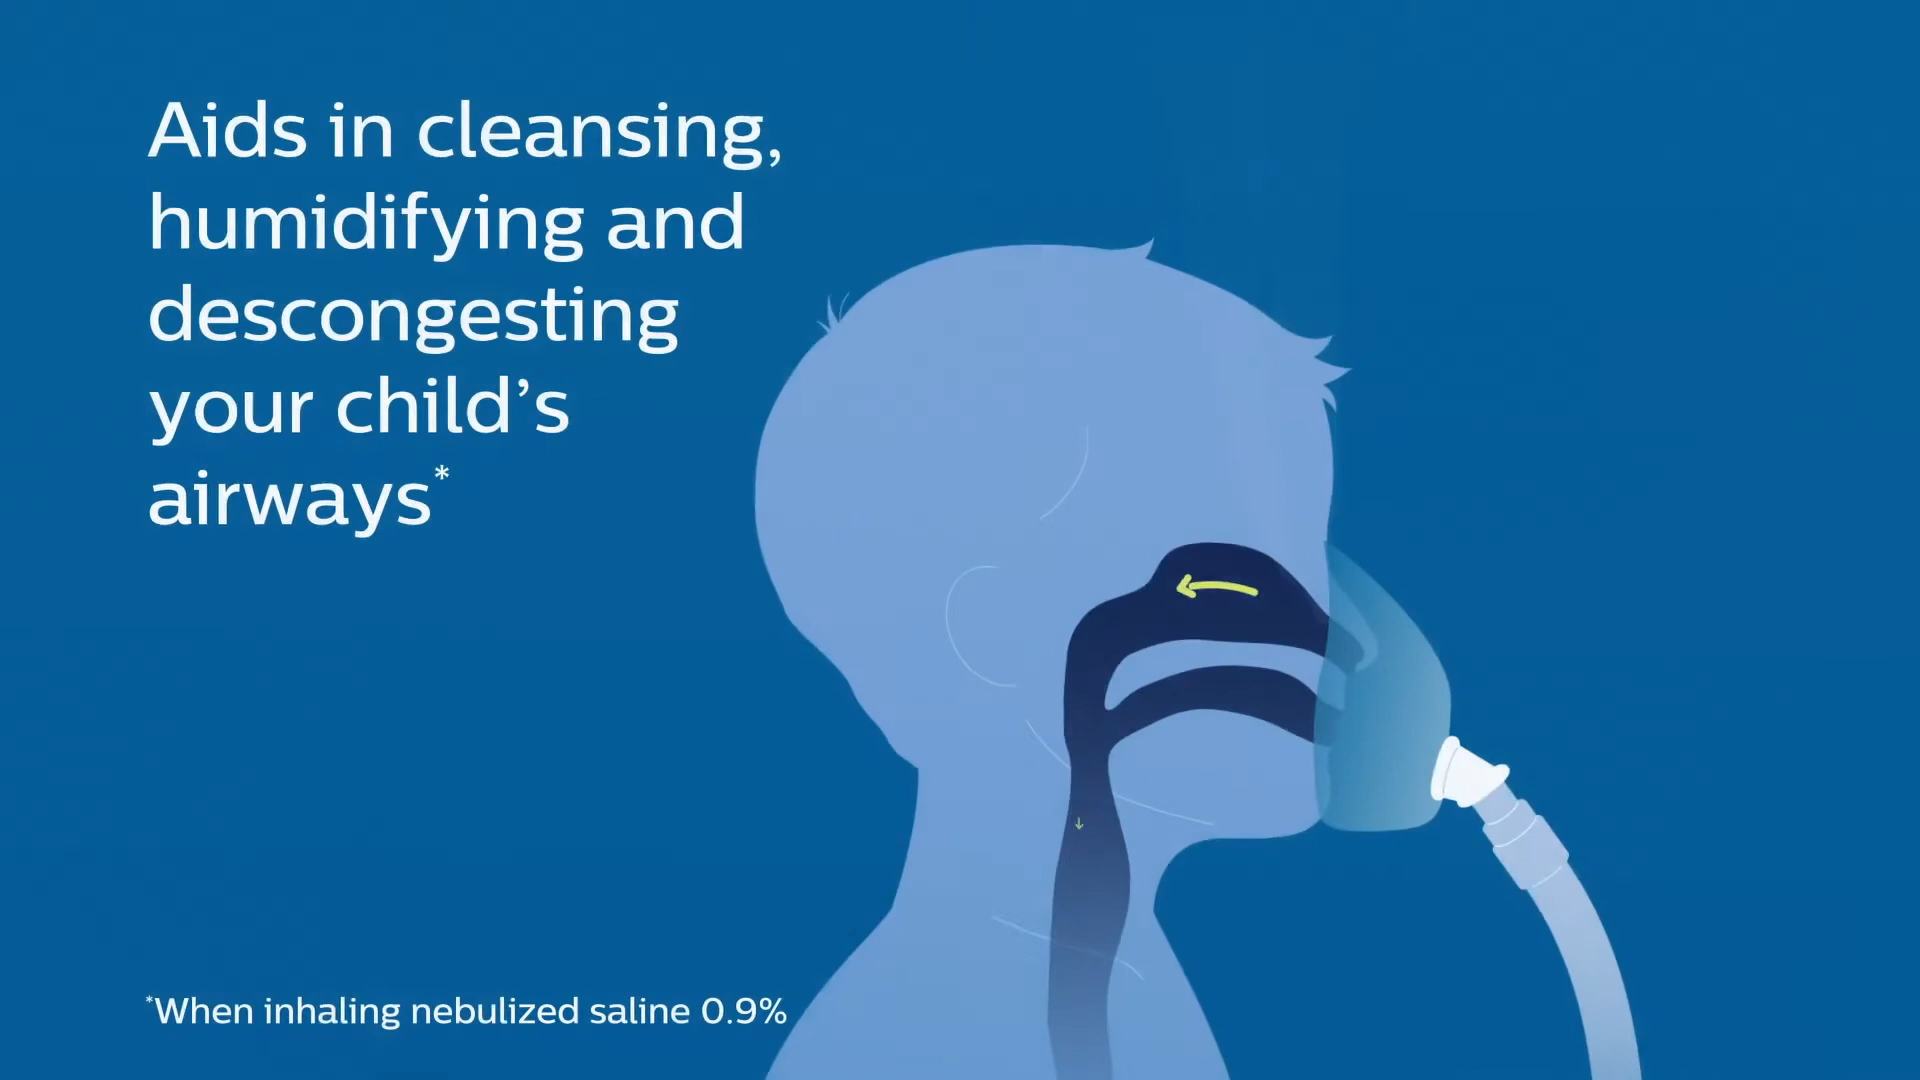 Aids in cleansing,
humidifying and
descongesting
your child’s
airways*
*When inhaling nebulized saline 0.9%